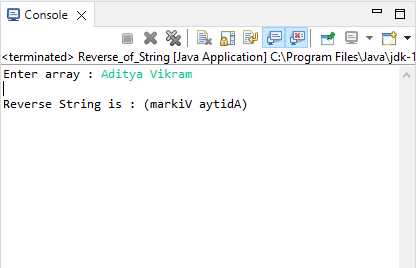 Console
<terminated> Reverse_of_String [Java Application] C:\Program Files\Java\jdk-1
Enter array : Aditya Vikram
Reverse String is : (markiV aytidA)